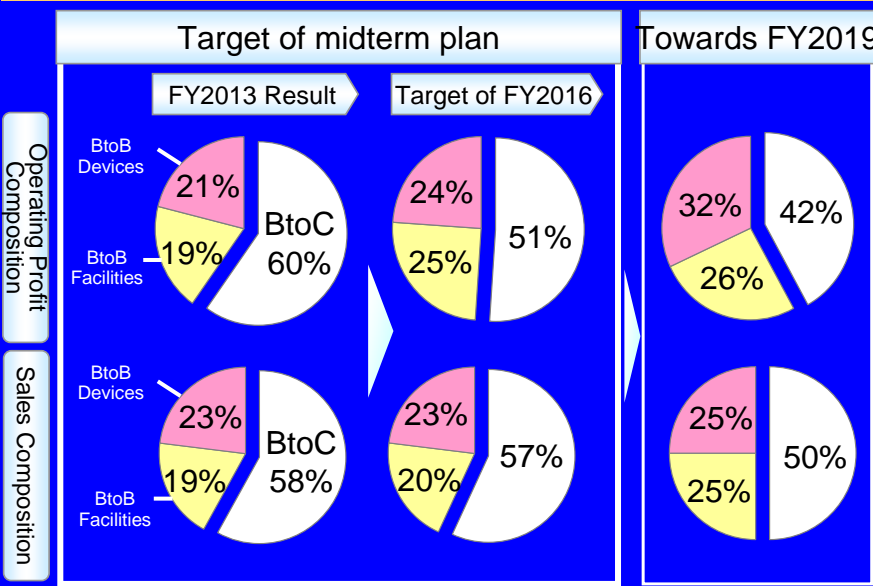 Target of midterm plan
Towards FY2019
FY2013 Result
Target of FY2016
Operating Profit
Composition
BtoB
Devices
21%
BtoB
Facilities
19%
BtoC
60%
24%
25%
51%
32%
26%
42%
Sales Composition
BtoB
Devices
23%
BtoB
Facilities
19%
BtoC
58%
23%
20%
57%
25%
25%
50%